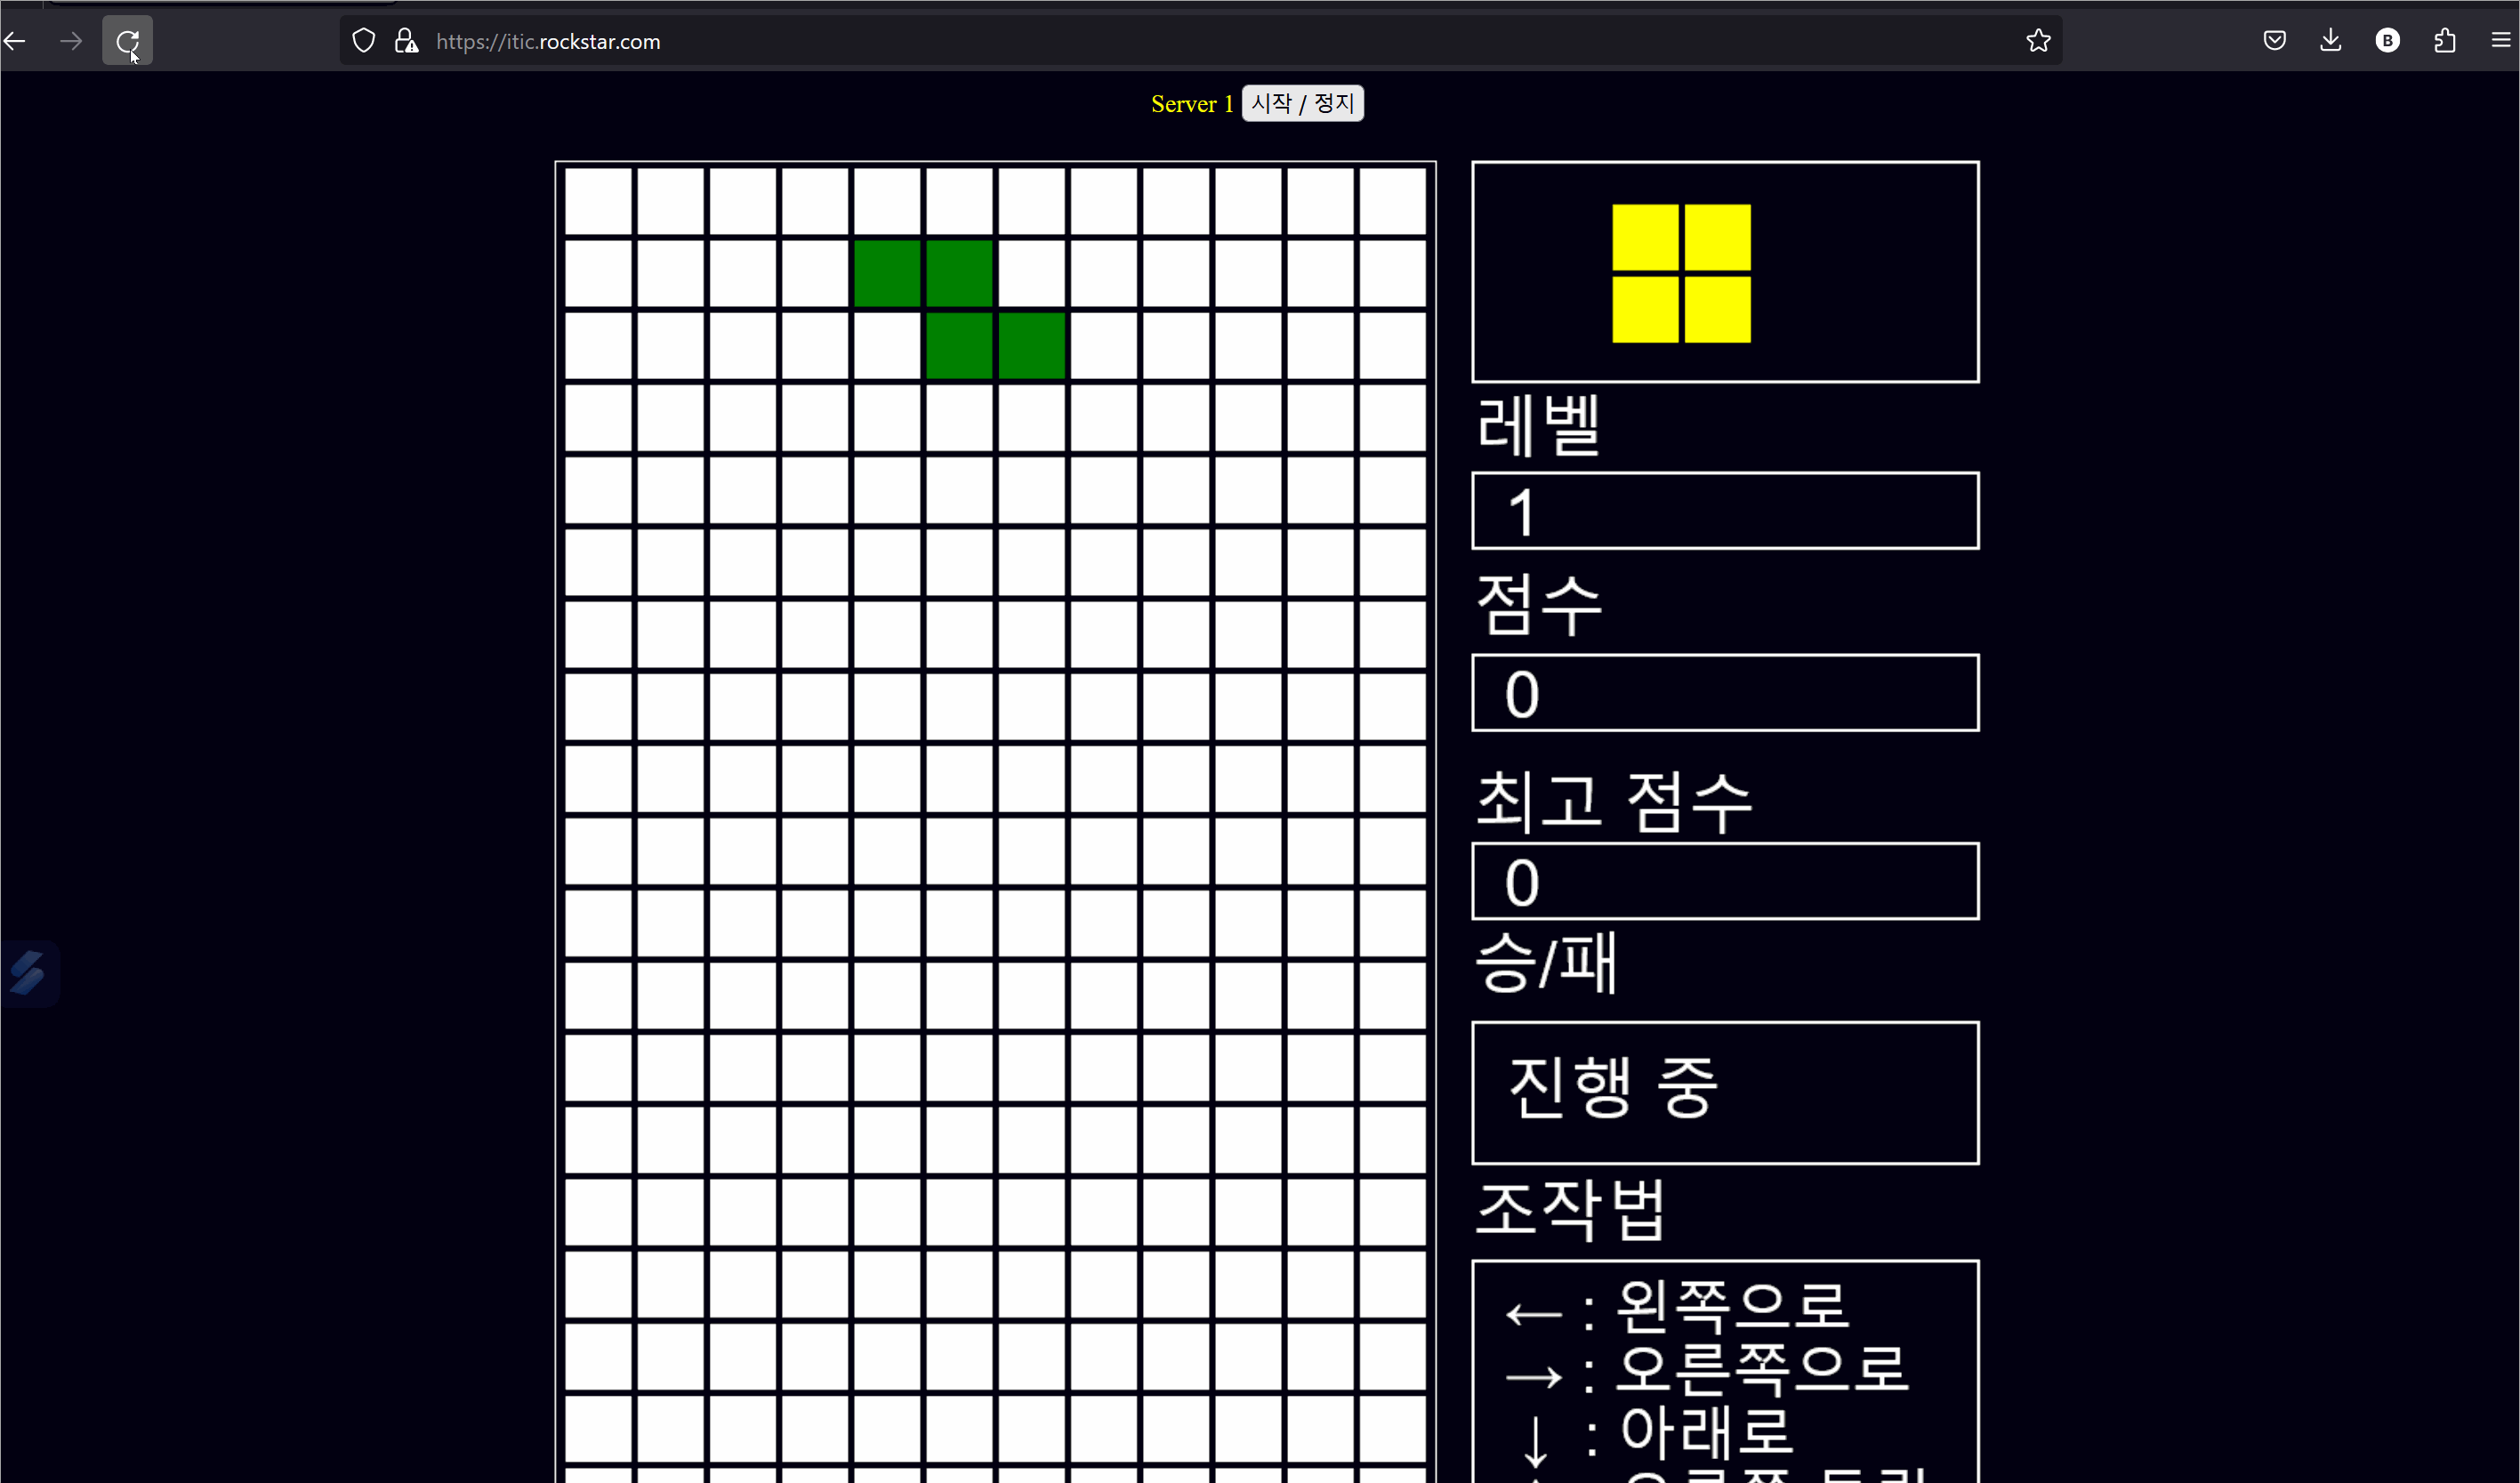 https://itic.rockstar.com
B
Server 1 시작 / 정지
레벨
1
점수
0
최고 점수
0
승/패
진행 중
조작법
← : 왼쪽으로
→ : 오른쪽으로
↓ : 아래로